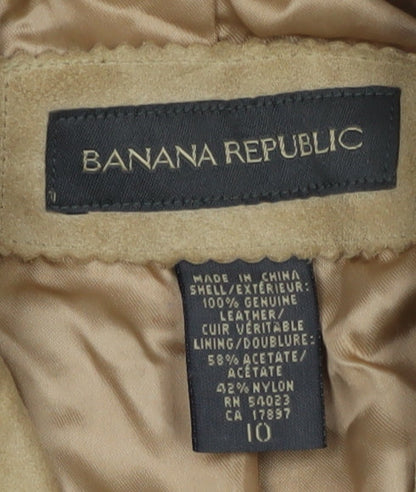 BANANA REPUBLIC
MADE IN CHINA
SHELL/EXTÉRIEUR:
100% GENUINE
LEATHER/
CUIR VÉRITABLE
LINING/DOUBLURE:
58% ACETATE/
ACÉTATE
42% NYLON
RN 54023
CA 17897
10